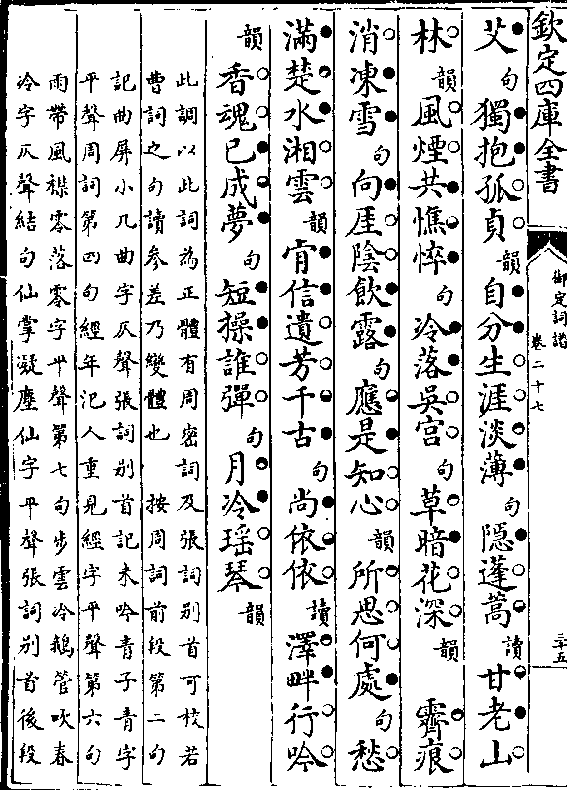 欽定四庫全書
御定詞譜
卷二十七
三十五
艾句獨抱孤貞韻自分生涯淡薄句隠蓬蒿讀甘老山
林韻風煙共憔悴句冷落吳宫句草暗花深韻霽痕
消凍雪句向厓陰飲露句應是知心韻所思何處句愁
滿楚水湘雲韻肯信遺芳千古句尚依依讀澤畔行吟
韻香魂已成夢句短操誰彈句月冷瑶琴韻
此調以此詞為正體有周密詞及張詞别首可校若
曹詞之句讀參差乃變體也按周詞前段第二句
記曲屏小几曲字仄聲張詞别首記未吟青子青字
平聲周詞第四句經年汜人重見經字平聲第六句
雨帶風襟零落零字平聲第七句步雲冷鵝管吹春
冷字仄聲結句仙掌凝塵仙字平聲張詞别首後段